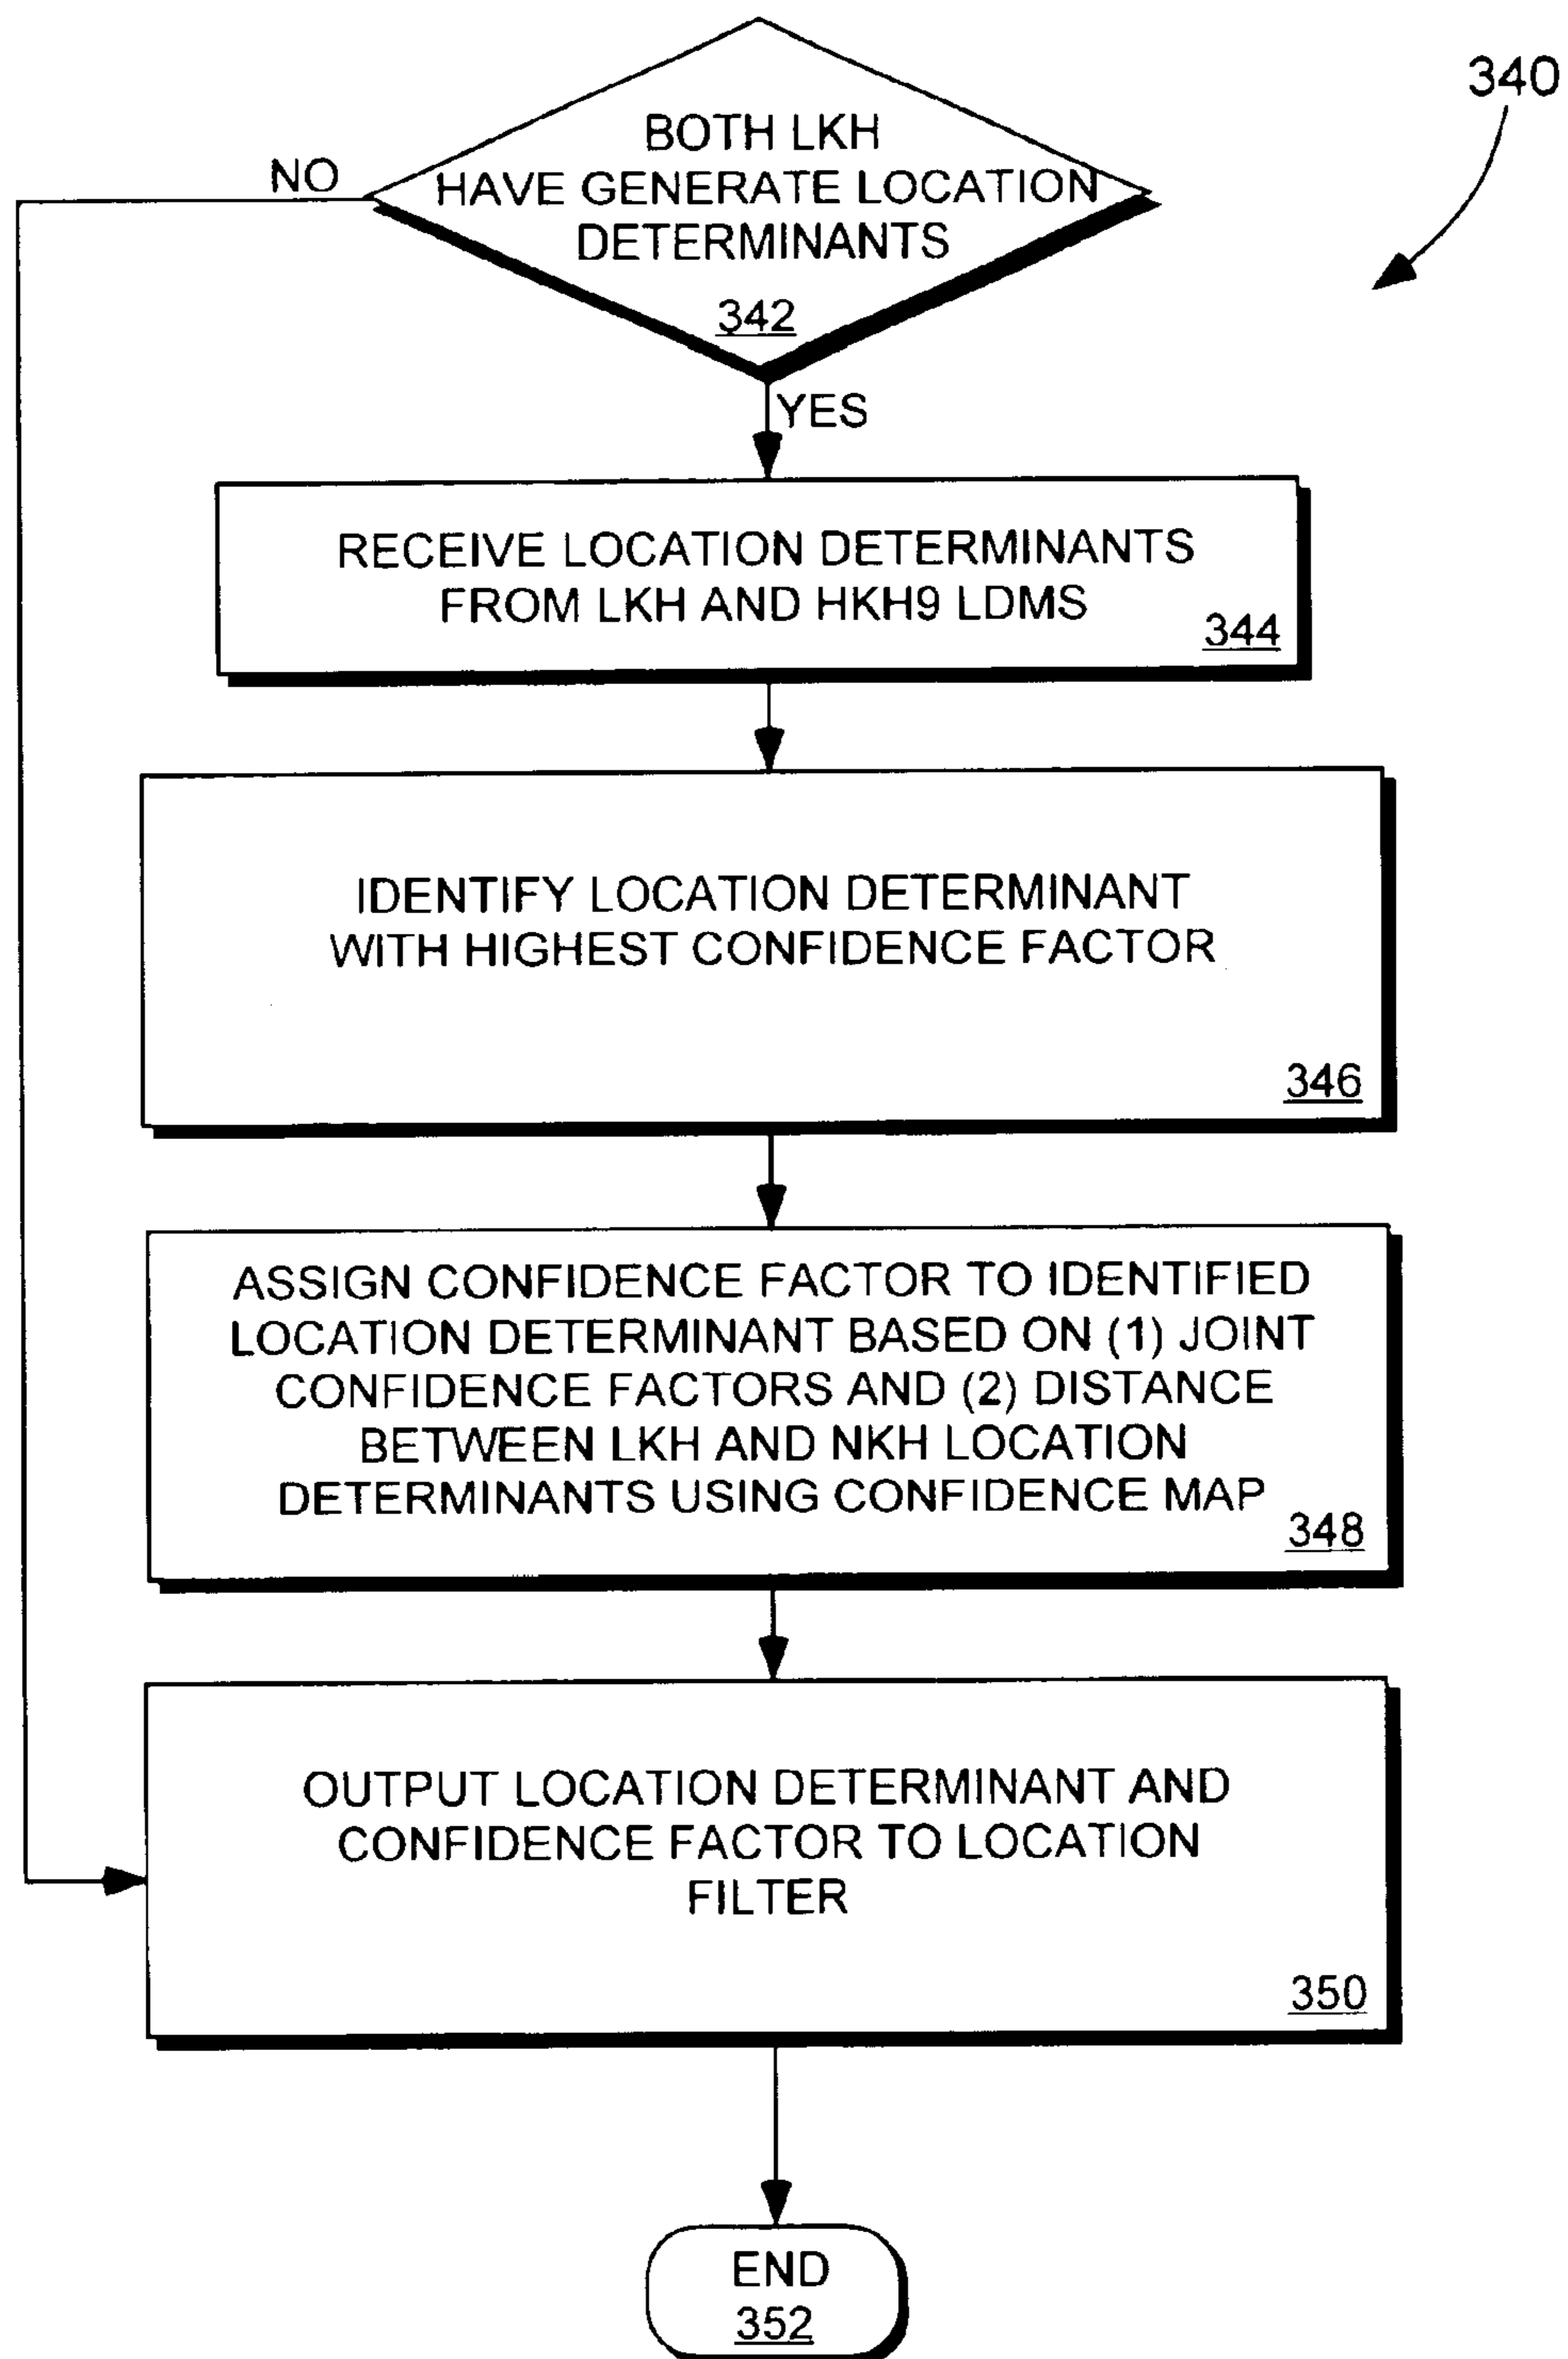 340
BOTH LKH
HAVE GENERATE LOCATION
DETERMINANTS
342
NO
YES
RECEIVE LOCATION DETERMINANTS
FROM LKH AND HKH9 LDMS
344
IDENTIFY LOCATION DETERMINANT
WITH HIGHEST CONFIDENCE FACTOR
346
ASSIGN CONFIDENCE FACTOR TO IDENTIFIED
LOCATION DETERMINANT BASED ON (1) JOINT
CONFIDENCE FACTORS AND (2) DISTANCE
BETWEEN LKH AND NKH LOCATION
DETERMINANTS USING CONFIDENCE MAP
348
OUTPUT LOCATION DETERMINANT AND
CONFIDENCE FACTOR TO LOCATION
FILTER
350
END
352